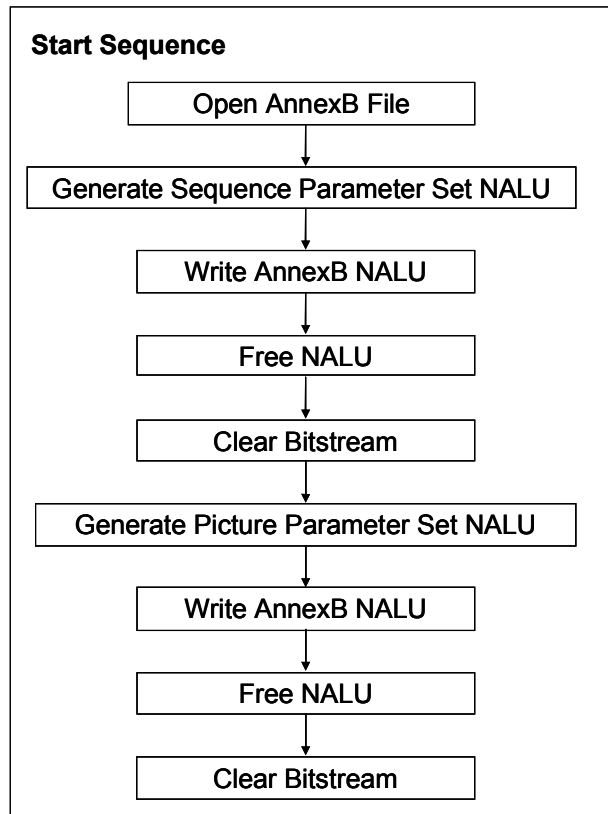 Start Sequence
Open AnnexB File
Generate Sequence Parameter Set NALU
Write AnnexB NALU
Free NALU
Clear Bitstream
Generate Picture Parameter Set NALU
Write AnnexB NALU
Free NALU
Clear Bitstream